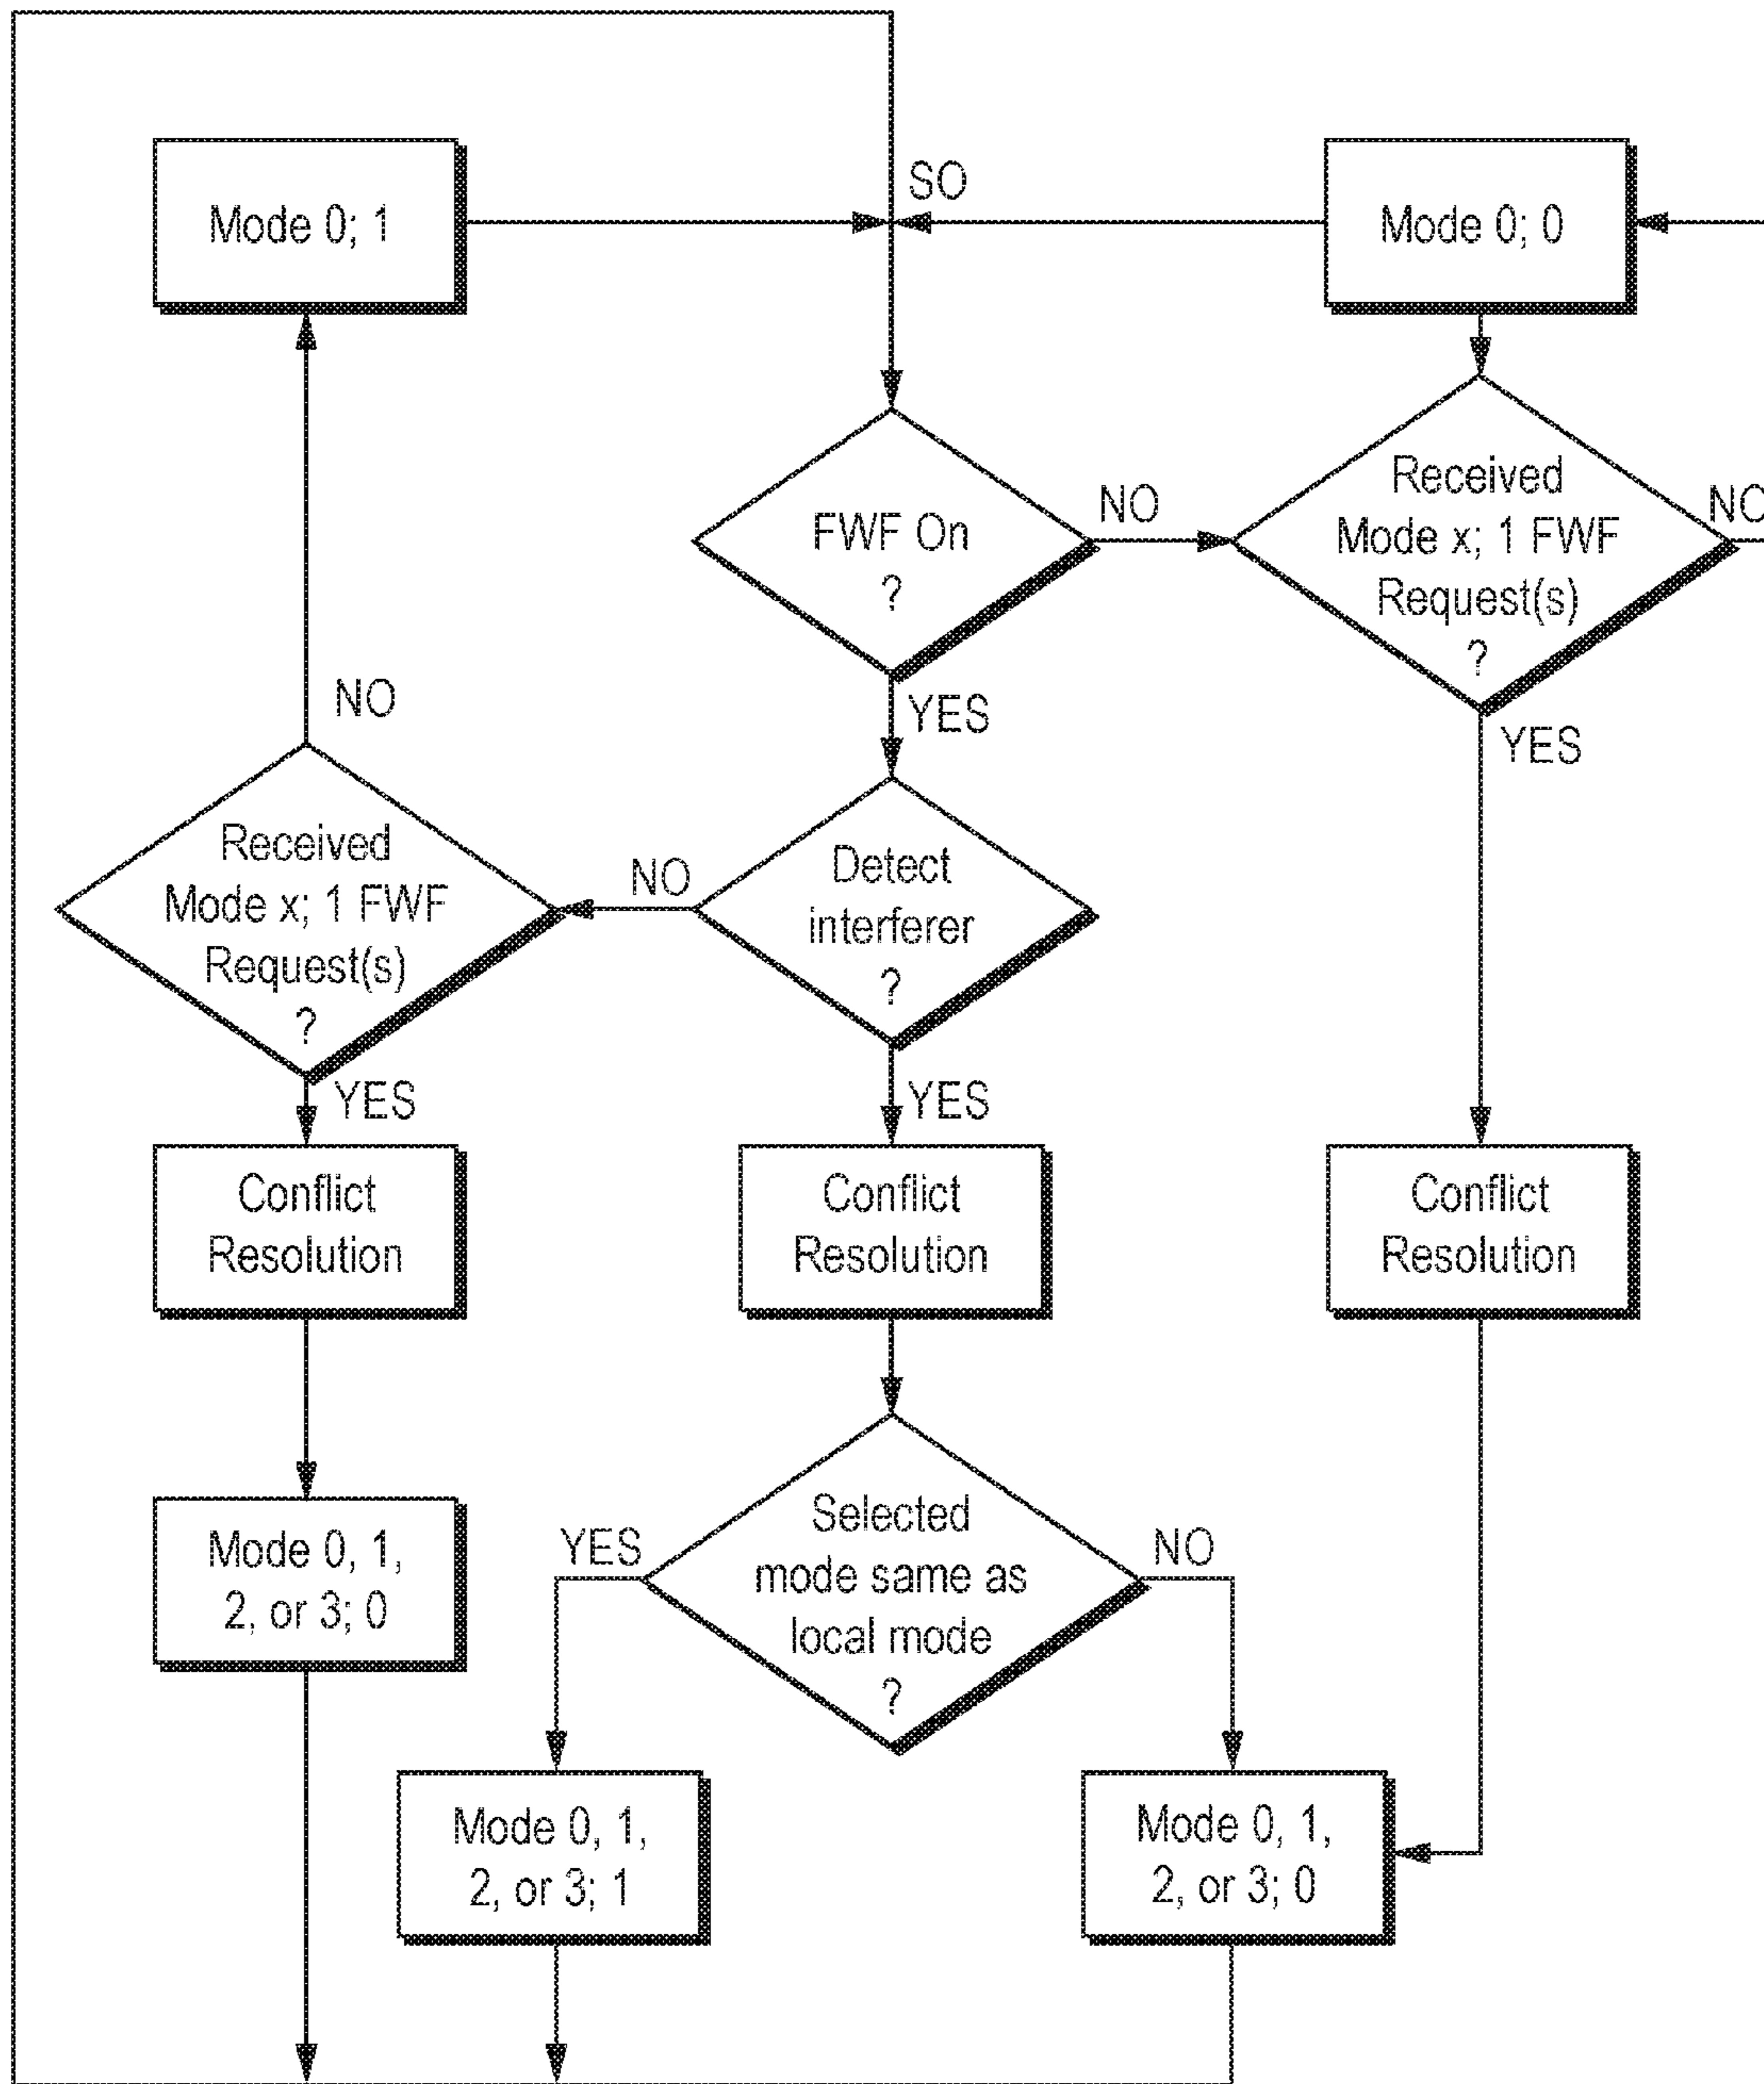 SO
Mode 0; 1
Mode 0; 0
FWF On
?
NO
Received
Mode x; 1 FWF
Request(s)
?
NO
YES
YES
NO
Received
Mode x; 1 FWF
Request(s)
?
NO
Detect
interferer
?
YES
YES
Conflict
Resolution
Conflict
Resolution
Conflict
Resolution
Mode 0, 1,
2, or 3; 0
YES
Selected
mode same as
local mode
?
NO
Mode 0, 1,
2, or 3; 1
Mode 0, 1,
2, or 3; 0